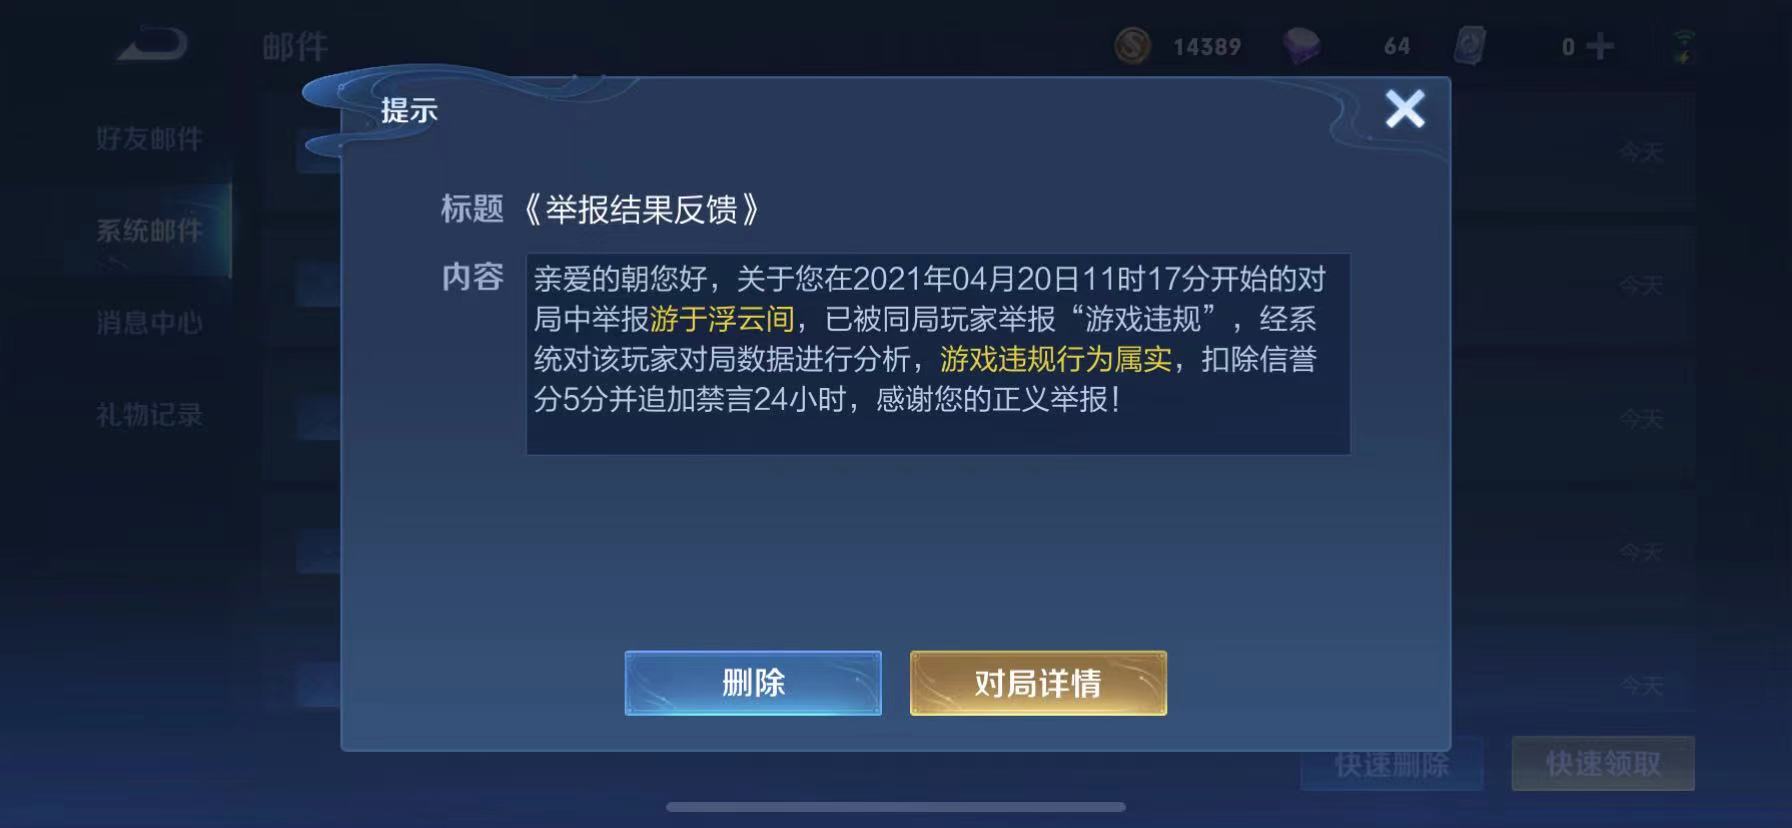 邮件
14389
64
0
提示
好友邮件
今天
标题
《举报结果反馈》
系统邮件
内容
亲爱的朝您好，关于您在2021年04月20日11时17分开始的对
局中举报游于浮云间，已被同局玩家举报“游戏违规”，经系
统对该玩家对局数据进行分析，游戏违规行为属实，扣除信誉
分5分并追加禁言24小时，感谢您的正义举报！
今天
消息中心
礼物记录
今天
今天
删除
对局详情
今天
快速删除
快速领取